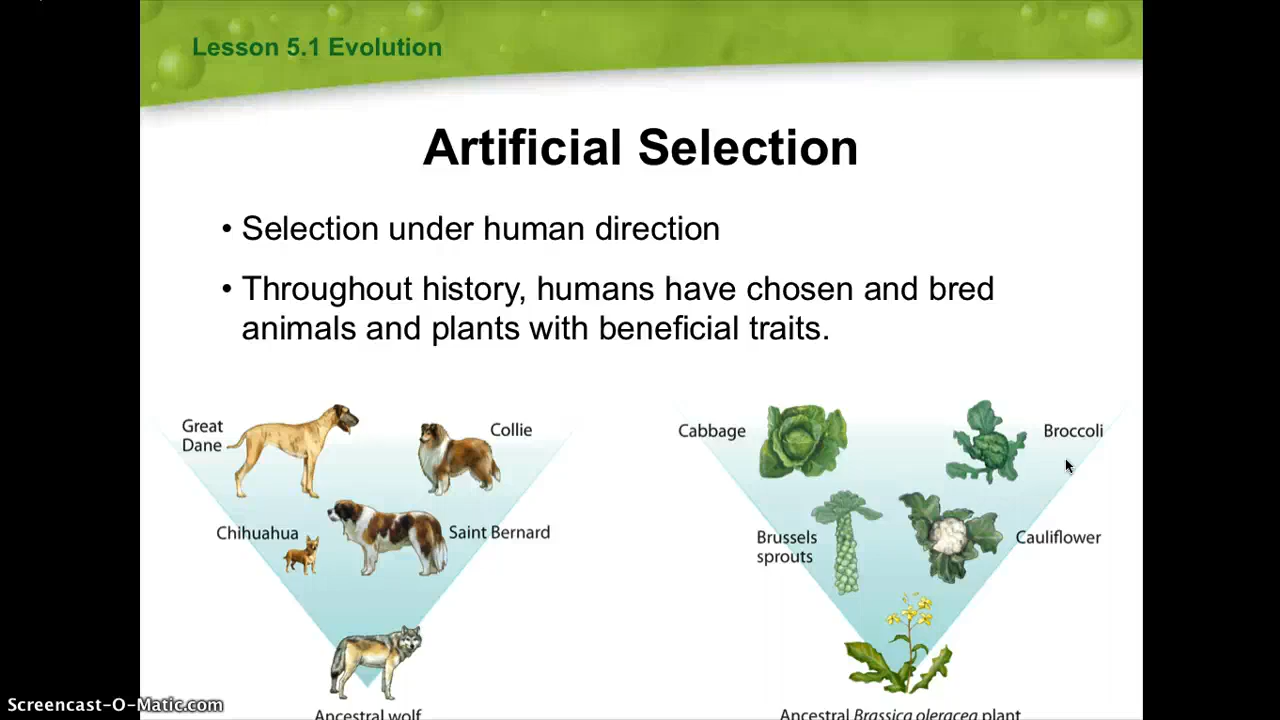 Lesson 5.1 Evolution
Artificial Selection
• Selection under human direction
• Throughout history, humans have chosen and bred
animals and plants with beneficial traits.
Great
Dane
Collie
Chihuahua
Saint Bernard
Ancestral wolf
Cabbage
Broccoli
Brussels
sprouts
Cauliflower
Ancestral Brassica oleracea plant
Screencast-O-Matic.com